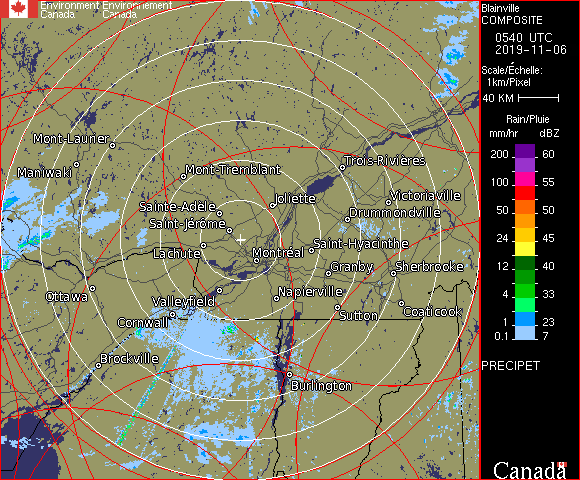 Environment Environnement
Canada Canada
Blainville
COMPOSITE
0540 UTC
2019-11-06
Scale/Échelle:
1km/Pixel
40 KM
Rain/Pluie
mm/hr dBZ
200 60
100 55
50 50
24 45
12 40
4 33
1 23
0.1 7
PRECIPET
Canada
Mont-Laurier
Maniwaki
Mont-Tremblant
Trois-Rivières
Joliette
Victoriaville
Sainte-Adèle
Drummondville
Saint-Jérôme
Lachute
Montréal
Saint-Hyacinthe
Granby
Sherbrooke
Ottawa
Valleyfield
Napierville
Cornwall
Sutton
Coaticook
Brockville
Burlington